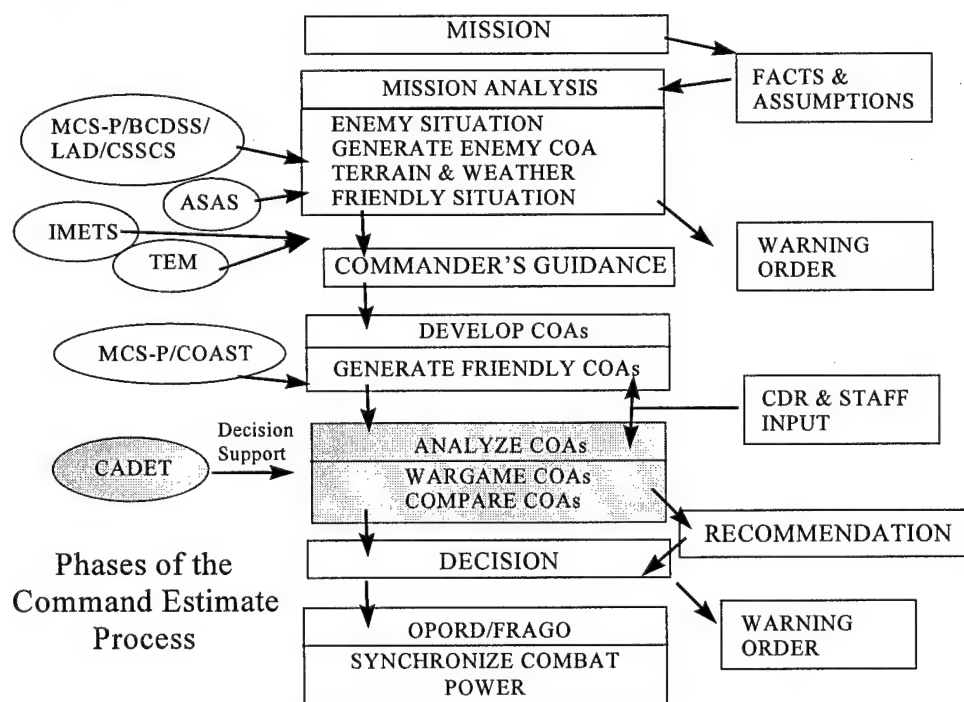 MISSION
FACTS &
ASSUMPTIONS
MISSION ANALYSIS
ENEMY SITUATION
GENERATE ENEMY COA
TERRAIN & WEATHER
FRIENDLY SITUATION
MCS-P/BCDSS/
LAD/CSSCS
ASAS
IMETS
TEM
WARNING
ORDER
COMMANDER'S GUIDANCE
DEVELOP COAs
GENERATE FRIENDLY COAs
MCS-P/COAST
CDR & STAFF
INPUT
Decision
Support
CADET
ANALYZE COAs
WARGAME COAs
COMPARE COAs
RECOMMENDATION
DECISION
Phases of the
Command Estimate
Process
WARNING
ORDER
OPORD/FRAGO
SYNCHRONIZE COMBAT
POWER